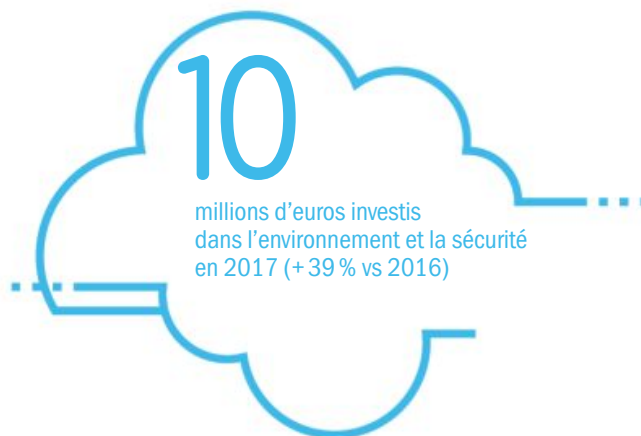 10
millions d'euros investis
dans l'environnement et la sécurité
en 2017 (+ 39 % vs 2016)